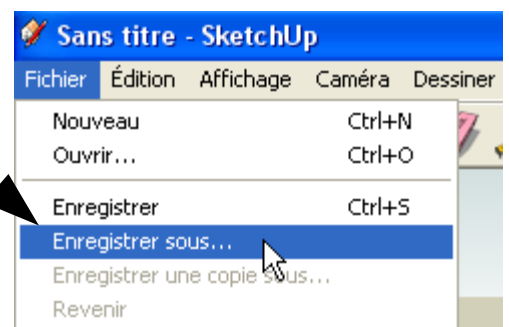 Sans titre - SketchUp
Fichier Édition Affichage Caméra Dessiner
Nouveau Ctrl+N
Ouvrir... Ctrl+O
Enregistrer Ctrl+S
Enregistrer sous...
Enregistrer une copie sous...
Revenir